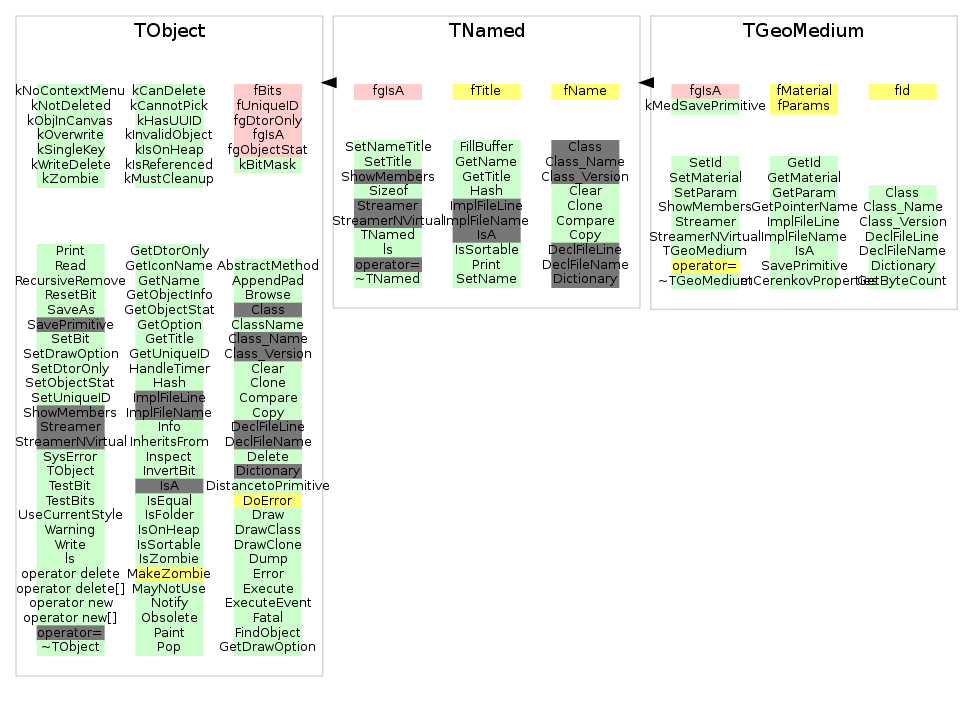 TObject
kNoContextMenu kCanDelete fBits
kNotDeleted kCannotPick fUniqueID
kObjInCanvas kHasUUID fgDtorOnly
kOverwrite kInvalidObject fgIsA
kSingleKey kIsOnHeap fgObjectStat
kWriteDelete kIsReferenced kBitMask
kZombie kMustCleanup
Print GetDtorOnly
Read GetIconName AbstractMethod
RecursiveRemove GetName AppendPad
ResetBit GetObjectInfo Browse
SaveAs GetObjectStat Class
SavePrimitive GetOption ClassName
SetBit GetTitle Class_Name
SetDrawOption GetUniqueID Class_Version
SetDtorOnly HandleTimer Clear
SetObjectStat Hash Clone
SetUniqueID ImplFileLine Compare
ShowMembers ImplFileName Copy
Streamer Info DeclFileLine
StreamerNVirtual InheritsFrom DeclFileName
SysError Inspect Delete
TObject InvertBit Dictionary
TestBit IsA DistancetoPrimitive
TestBits IsEqual DoError
UseCurrentStyle IsFolder Draw
Warning IsOnHeap DrawClass
Write IsSortable DrawClone
ls IsZombie Dump
operator delete MakeZombie Error
operator delete[] MayNotUse Execute
operator new Notify ExecuteEvent
operator new[] Obsolete Fatal
operator= Paint FindObject
~TObject Pop GetDrawOption
TNamed
fgIsA fTitle fName
SetNameTitle FillBuffer Class
SetTitle GetName Class_Name
ShowMembers GetTitle Class_Version
Sizeof Hash Clear
Streamer ImplFileLine Clone
StreamerNVirtual ImplFileName Compare
TNamed IsA Copy
ls IsSortable DeclFileLine
operator= Print DeclFileName
~TNamed SetName Dictionary
TGeoMedium
fgIsA fMaterial fId
kMedSavePrimitive fParams
SetId GetId
SetMaterial GetMaterial
SetParam GetParam Class
ShowMembers GetPointerName Class_Name
Streamer ImplFileLine Class_Version
StreamerNVirtual ImplFileName DeclFileLine
TGeoMedium IsA DeclFileName
operator= SavePrimitive Dictionary
~TGeoMedium GetByteCount